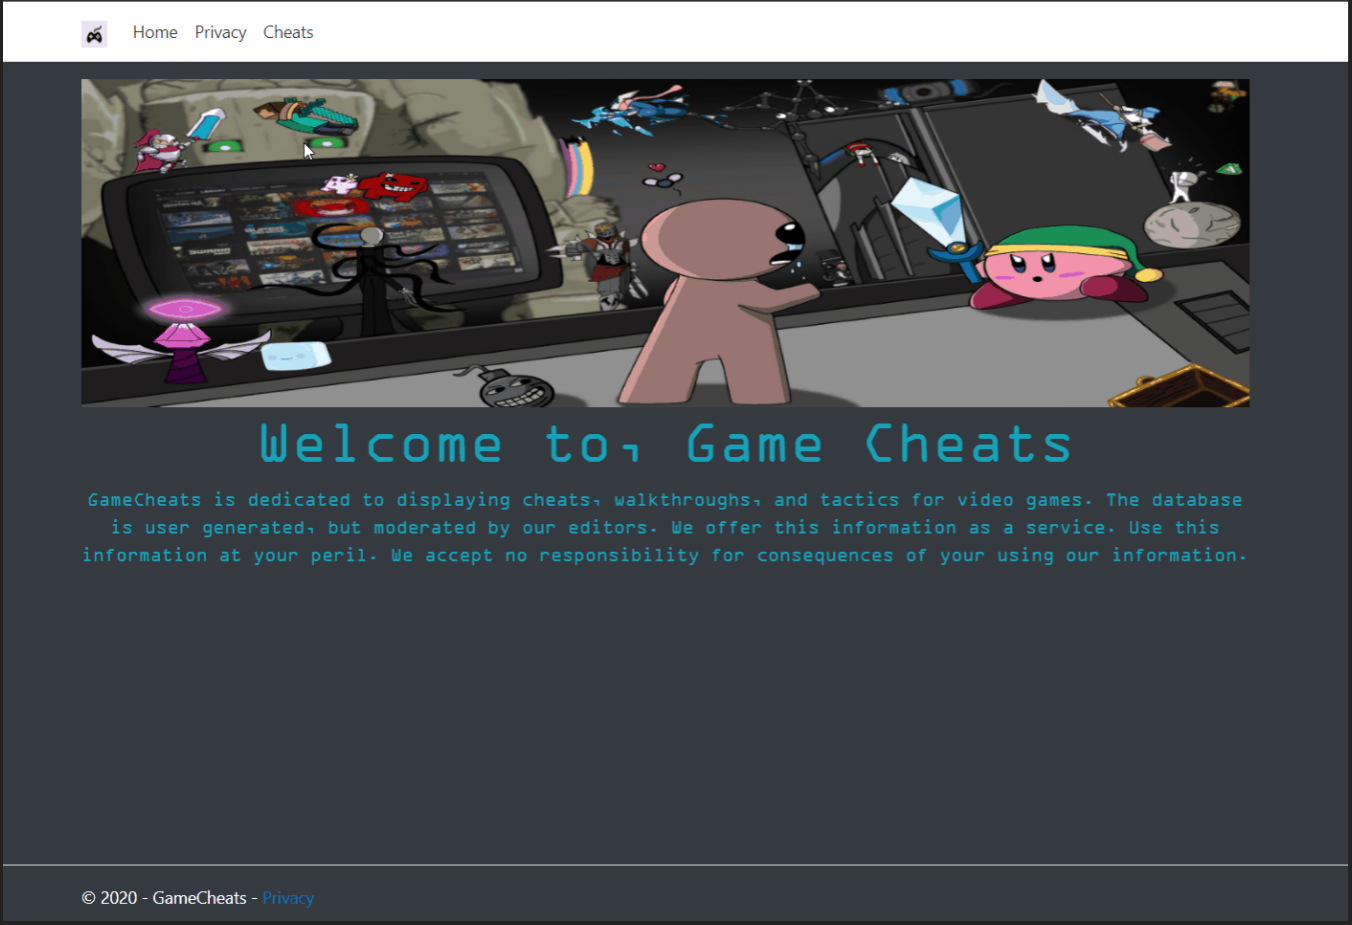 Home Privacy Cheats
Welcome to, Game Cheats
GameCheats is dedicated to displaying cheats, walkthroughs, and tactics for video games. The database
is user generated, but moderated by our editors. We offer this information as a service. Use this
information at your peril. We accept no responsibility for consequences of your using our information.
© 2020 - GameCheats - Privacy